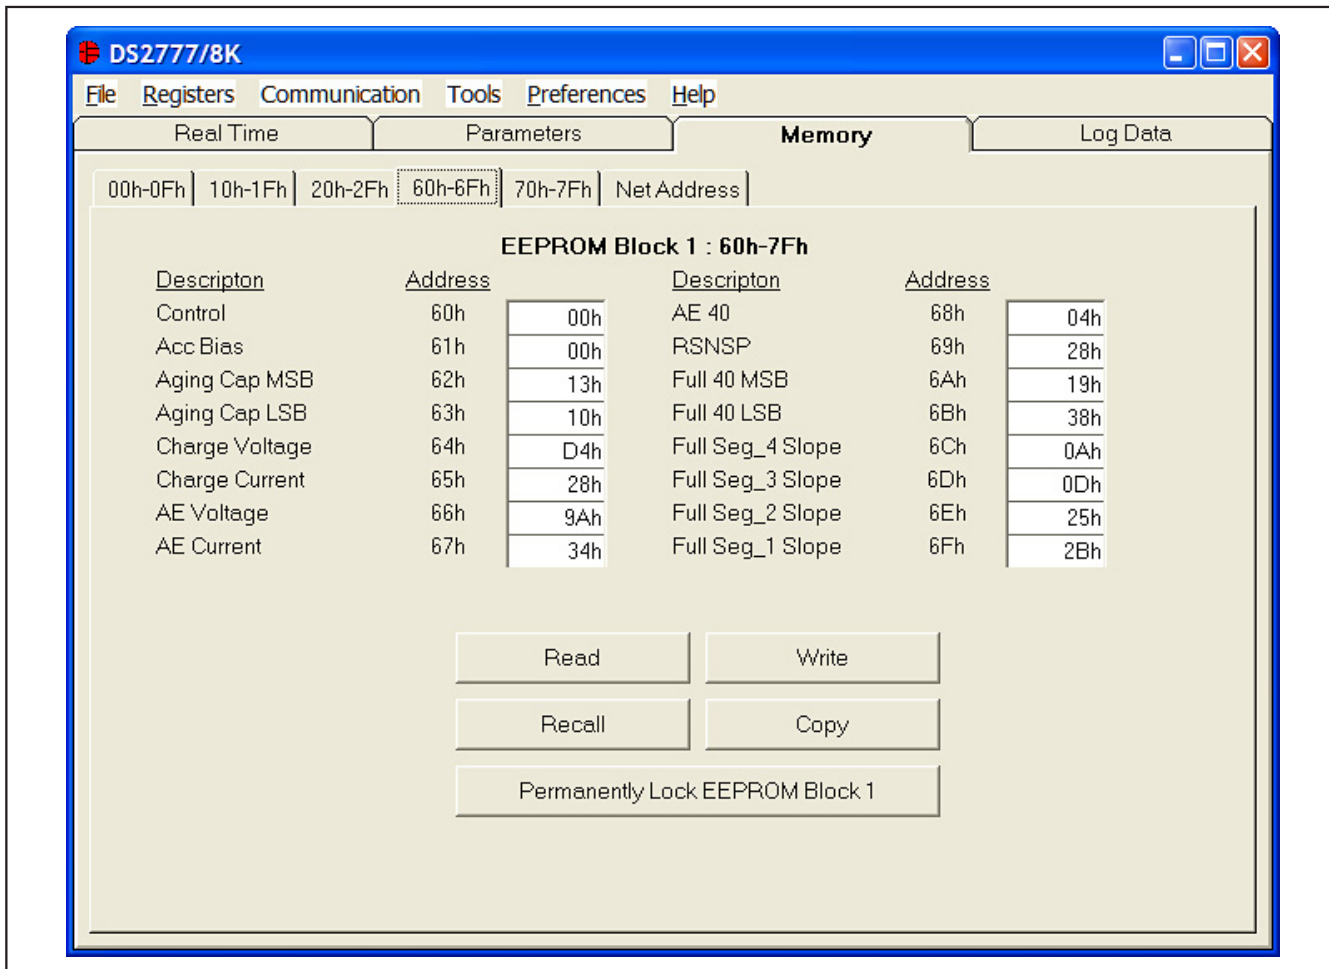 DS2777/8K
File Registers Communication Tools Preferences Help
Real Time Parameters Memory Log Data
00h-0Fh 10h-1Fh 20h-2Fh 60h-6Fh 70h-7Fh Net Address
EEPROM Block 1 : 60h-7Fh
Descripton Address Descripton Address
Control 60h 00h AE 40 68h 04h
Acc Bias 61h 00h RSNSP 69h 28h
Aging Cap MSB 62h 13h Full 40 MSB 6Ah 19h
Aging Cap LSB 63h 10h Full 40 LSB 6Bh 38h
Charge Voltage 64h D4h Full Seg_4 Slope 6Ch 0Ah
Charge Current 65h 28h Full Seg_3 Slope 6Dh 0Dh
AE Voltage 66h 9Ah Full Seg_2 Slope 6Eh 25h
AE Current 67h 34h Full Seg_1 Slope 6Fh 2Bh
Read Write
Recall Copy
Permanently Lock EEPROM Block 1